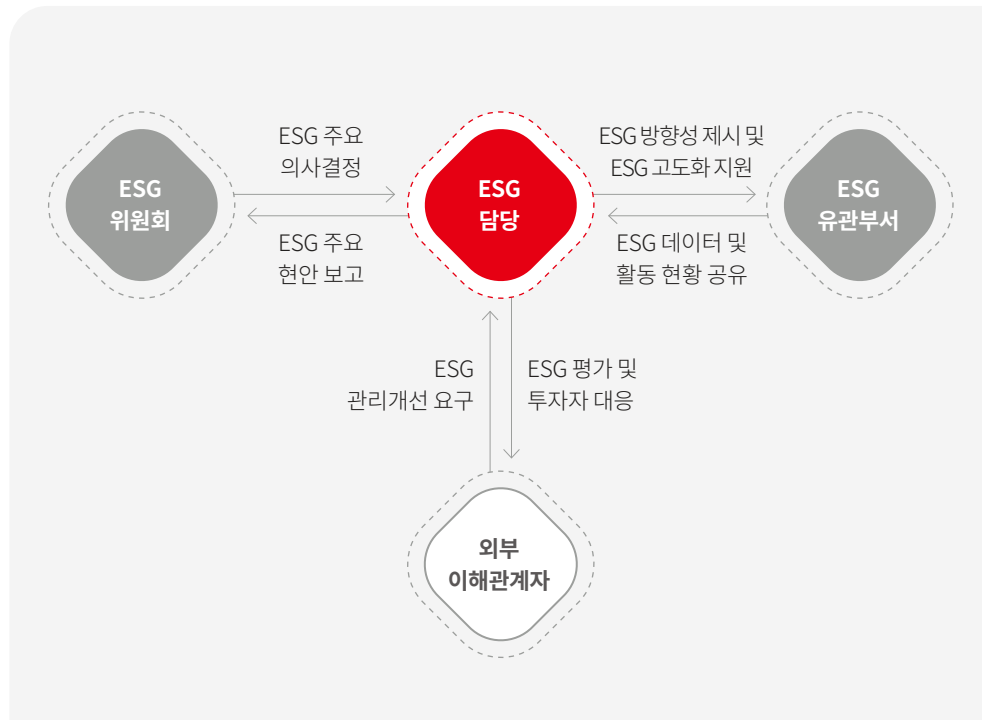 ESG 주요
의사결정
ESG 방향성 제시 및
ESG 고도화 지원
ESG
위원회
ESG
담당
ESG
유관부서
ESG 주요
현안 보고
ESG 데이터 및
활동 현황 공유
ESG
관리개선 요구
ESG 평가 및
투자자 대응
외부
이해관계자